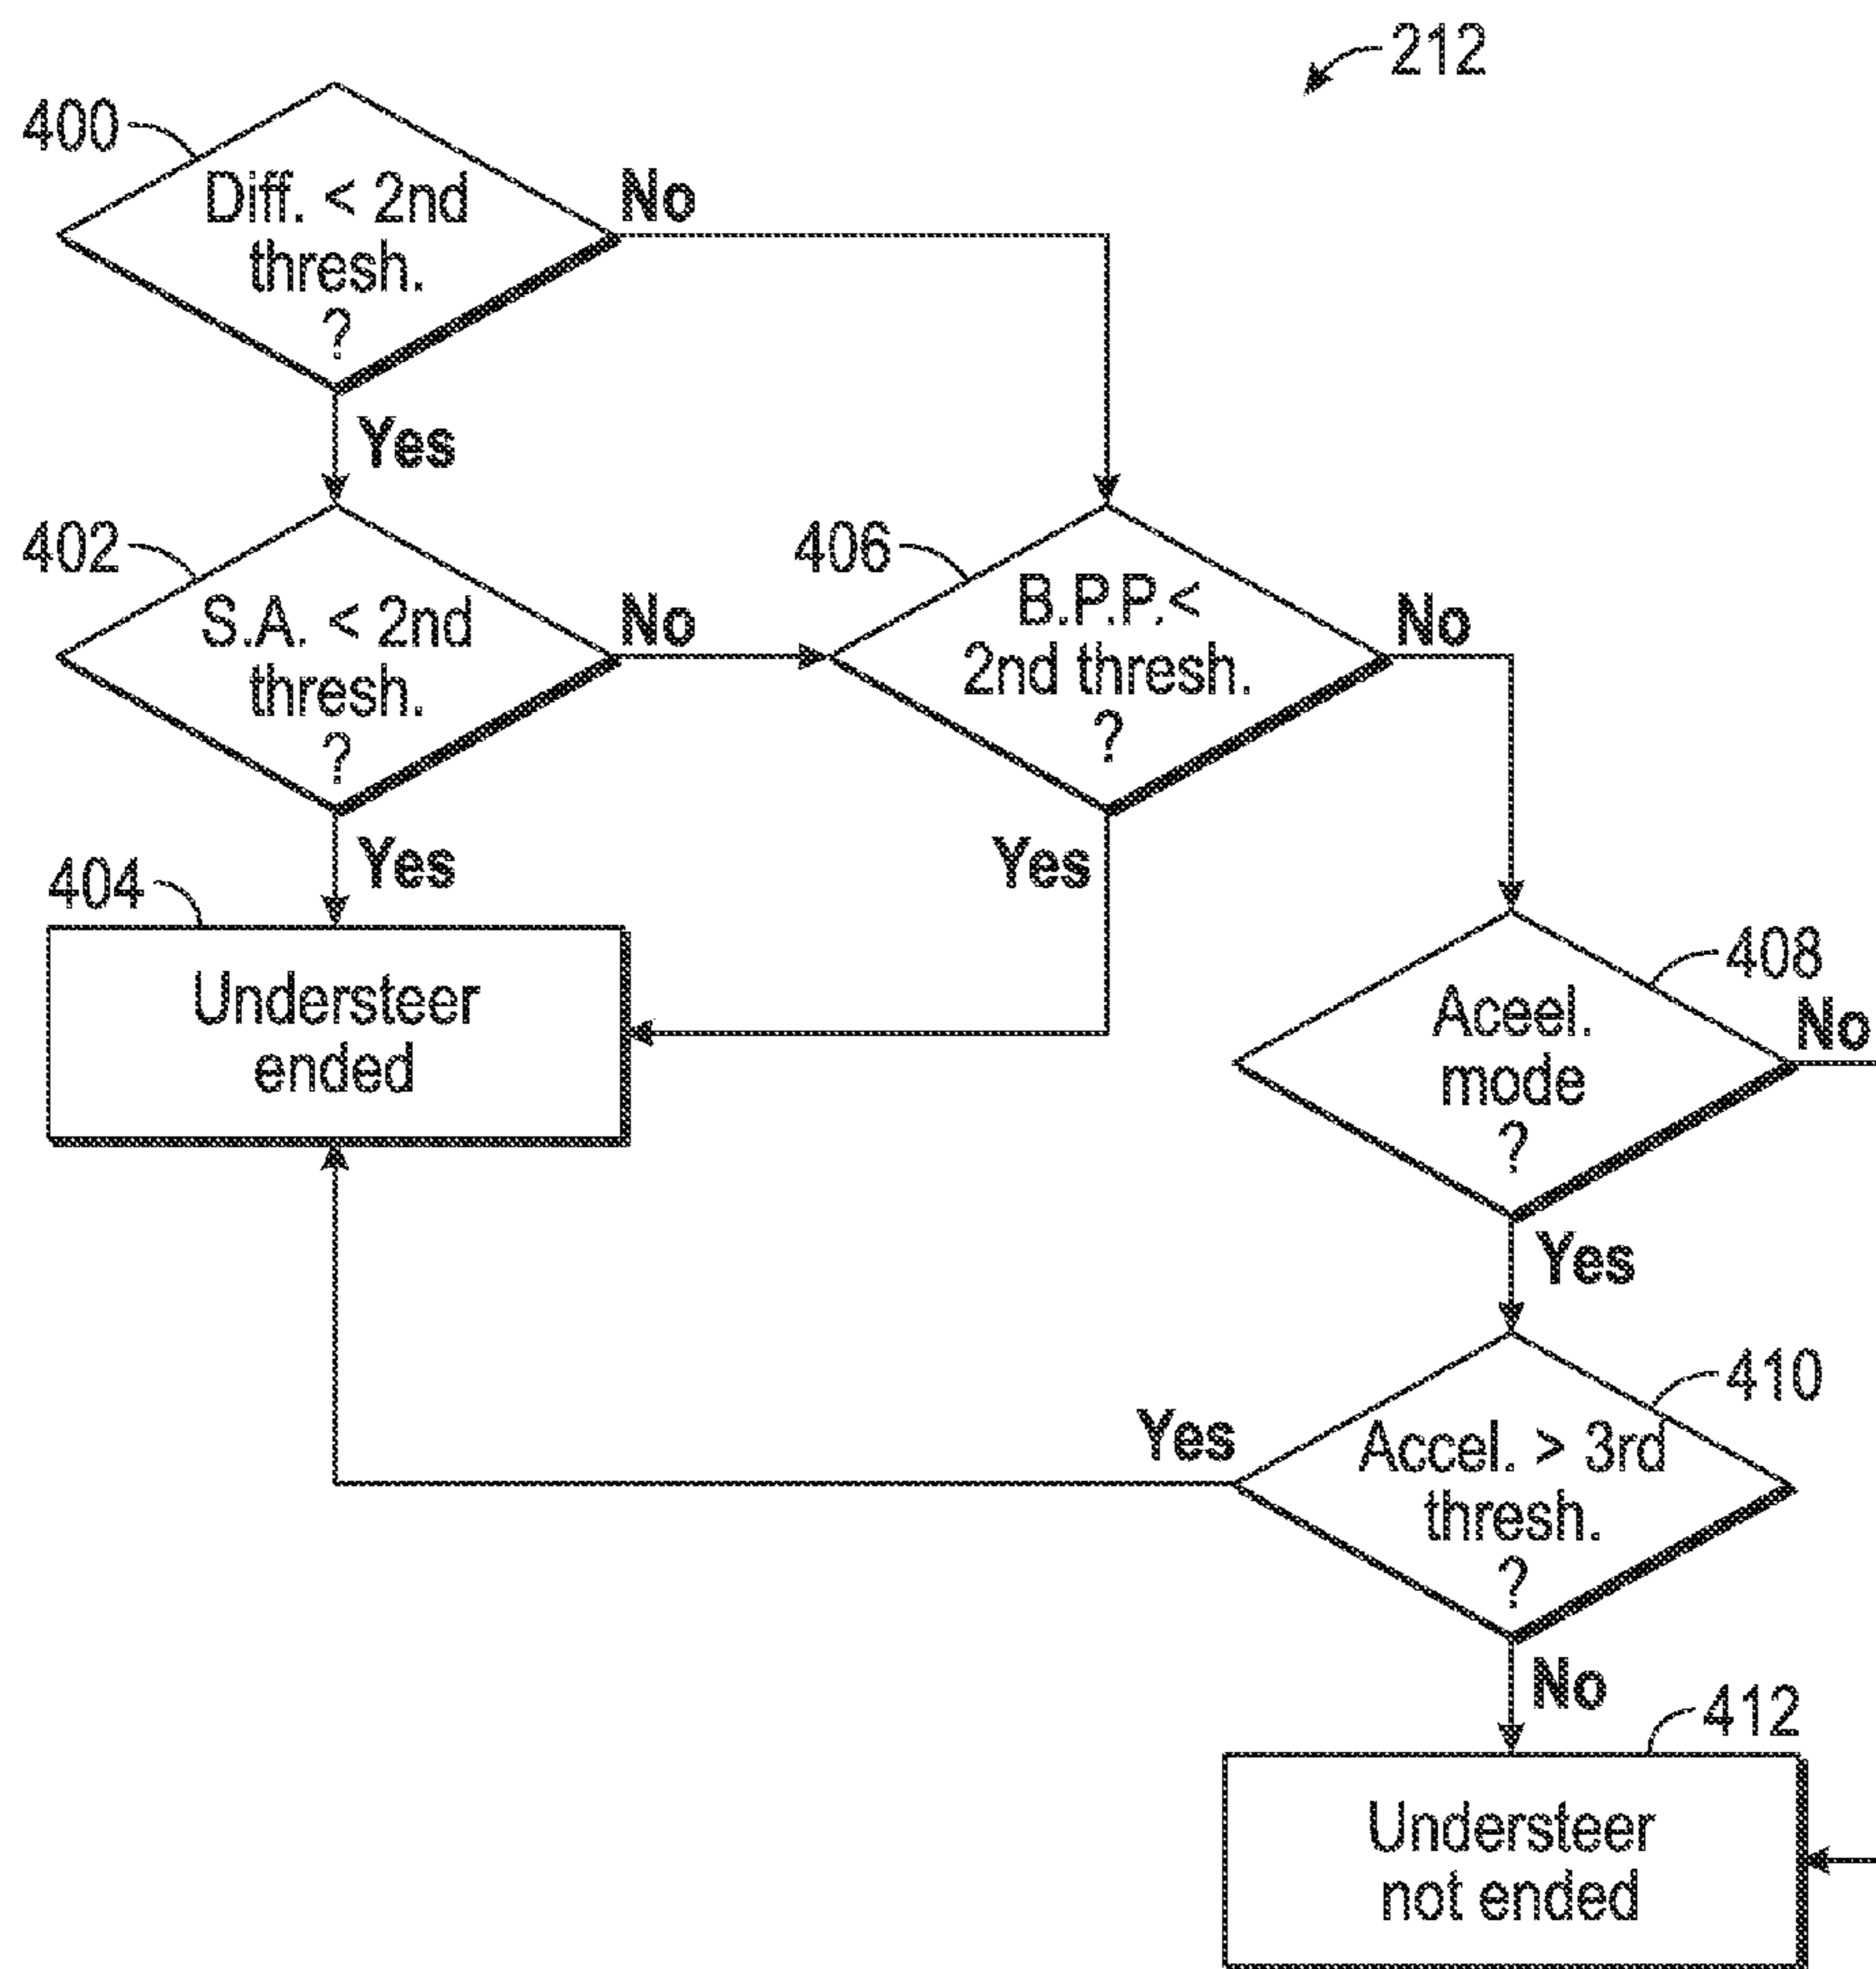 212
400
Diff. < 2nd
thresh.
?
No
Yes
402
S.A. < 2nd
thresh.
?
No
406
B.P.P.<
2nd thresh.
?
No
Yes
Yes
404
Understeer
ended
408
Aceel.
mode
?
No
Yes
410
Accel. > 3rd
thresh.
?
Yes
No
412
Understeer
not ended